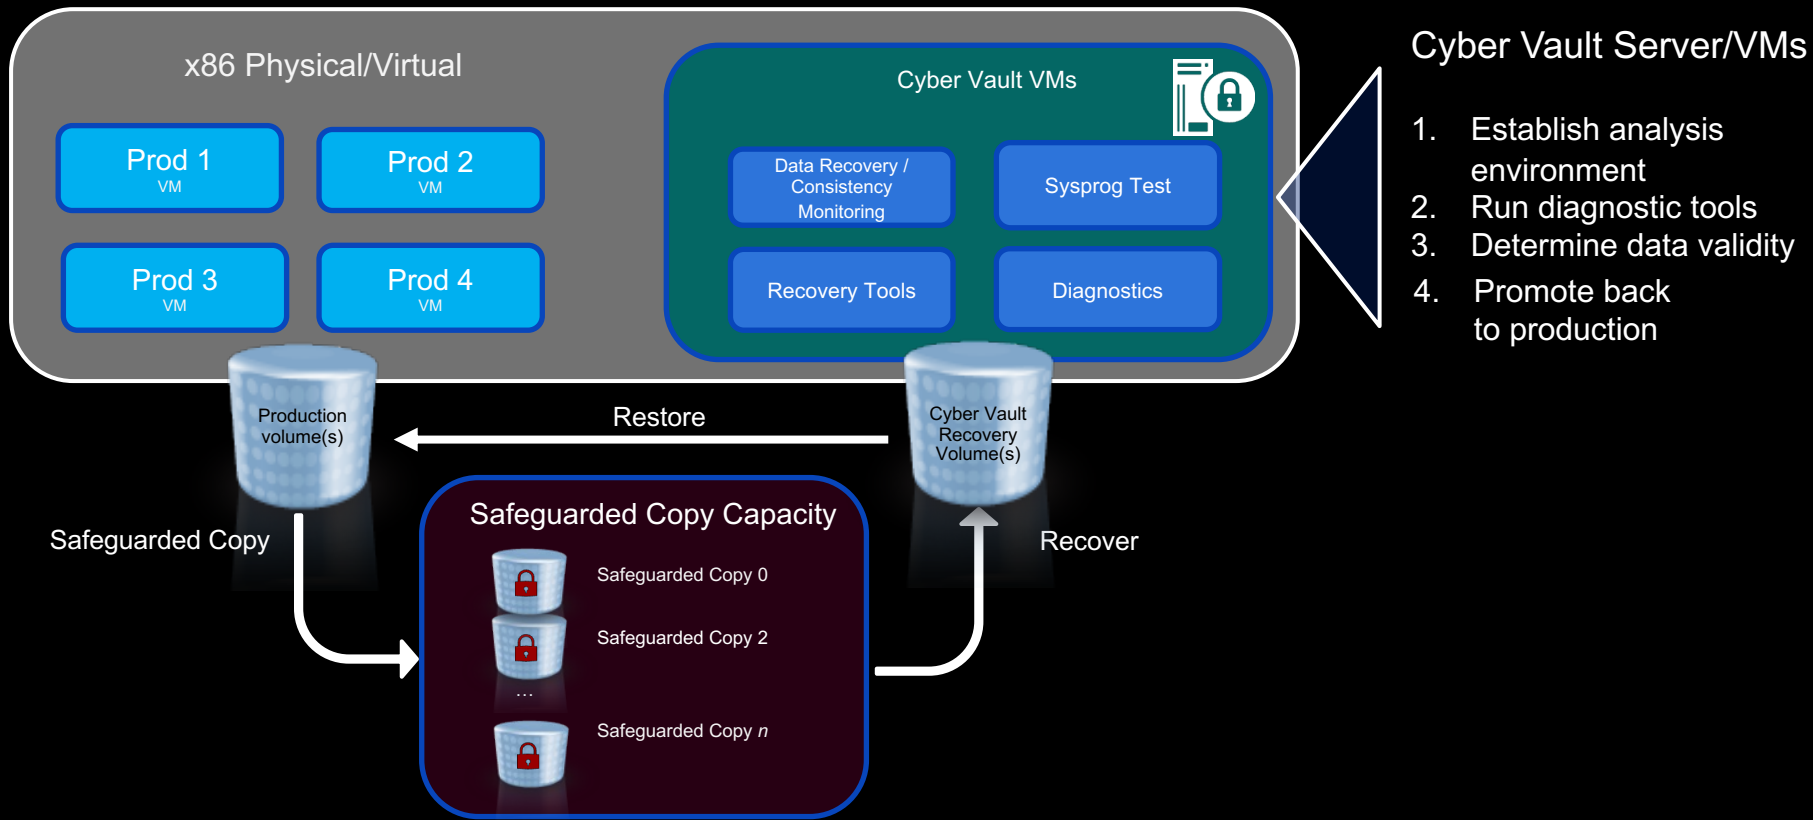 x86 Physical/Virtual
Prod 1
VM
Prod 2
VM
Prod 3
VM
Prod 4
VM
Cyber Vault VMs
Data Recovery /
Consistency
Monitoring
Sysprog Test
Recovery Tools
Diagnostics
Cyber Vault Server/VMs
1. Establish analysis
environment
2. Run diagnostic tools
3. Determine data validity
4. Promote back
to production
Production
volume(s)
Restore
Cyber Vault
Recovery
Volume(s)
Safeguarded Copy
Safeguarded Copy Capacity
Safeguarded Copy 0
Safeguarded Copy 2
...
Safeguarded Copy n
Recover